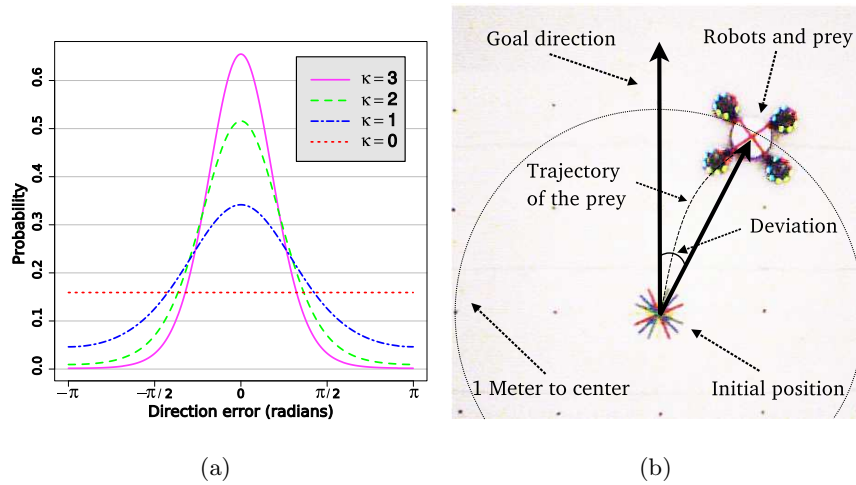 Probability
0.6
0.5
0.4
0.3
0.2
0.1
0.0
κ = 3
κ = 2
κ = 1
κ = 0
−π
−π/2
0
π/2
π
Direction error (radians)
(a)
Goal direction
Robots and prey
Trajectory
of the prey
Deviation
1 Meter to center
Initial position
(b)